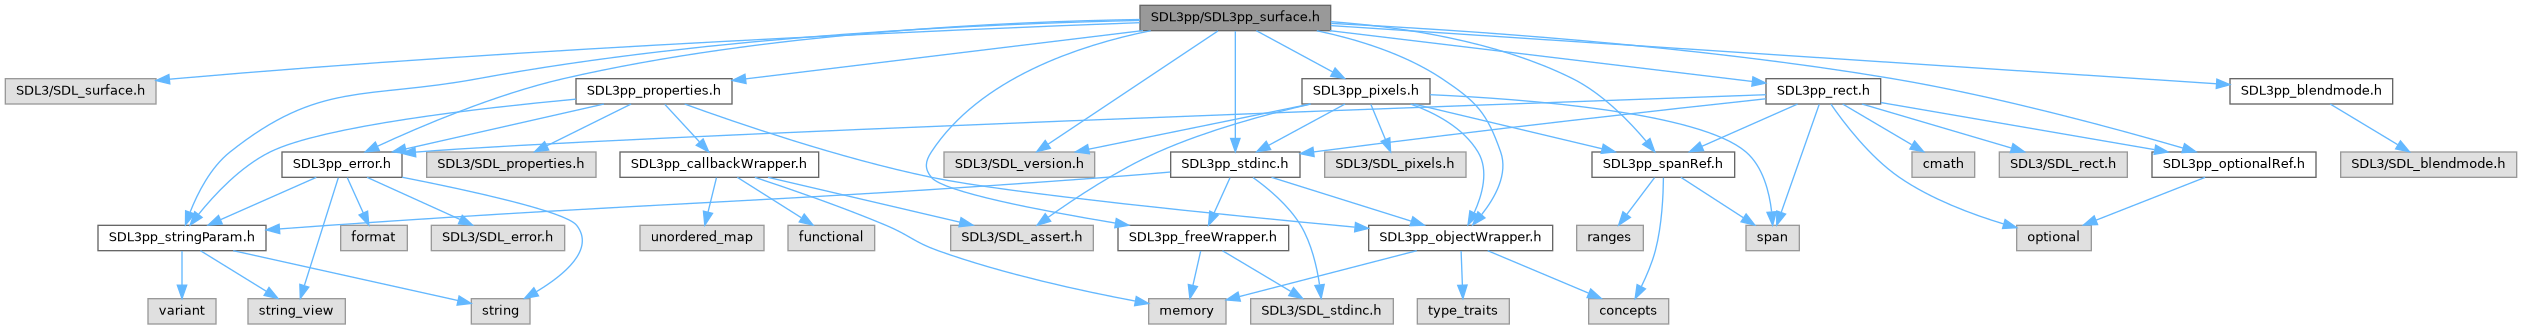 SDL3pp/SDL3pp_surface.h
SDL3/SDL_surface.h
SDL3pp_properties.h
SDL3pp_pixels.h
SDL3pp_rect.h
SDL3pp_blendmode.h
SDL3pp_error.h
SDL3/SDL_properties.h
SDL3pp_callbackWrapper.h
SDL3/SDL_version.h
SDL3pp_stdinc.h
SDL3/SDL_pixels.h
SDL3pp_spanRef.h
cmath
SDL3/SDL_rect.h
SDL3pp_optionalRef.h
SDL3/SDL_blendmode.h
SDL3pp_stringParam.h
format
SDL3/SDL_error.h
unordered_map
functional
SDL3/SDL_assert.h
SDL3pp_freeWrapper.h
SDL3pp_objectWrapper.h
ranges
span
optional
variant
string_view
string
memory
SDL3/SDL_stdinc.h
type_traits
concepts